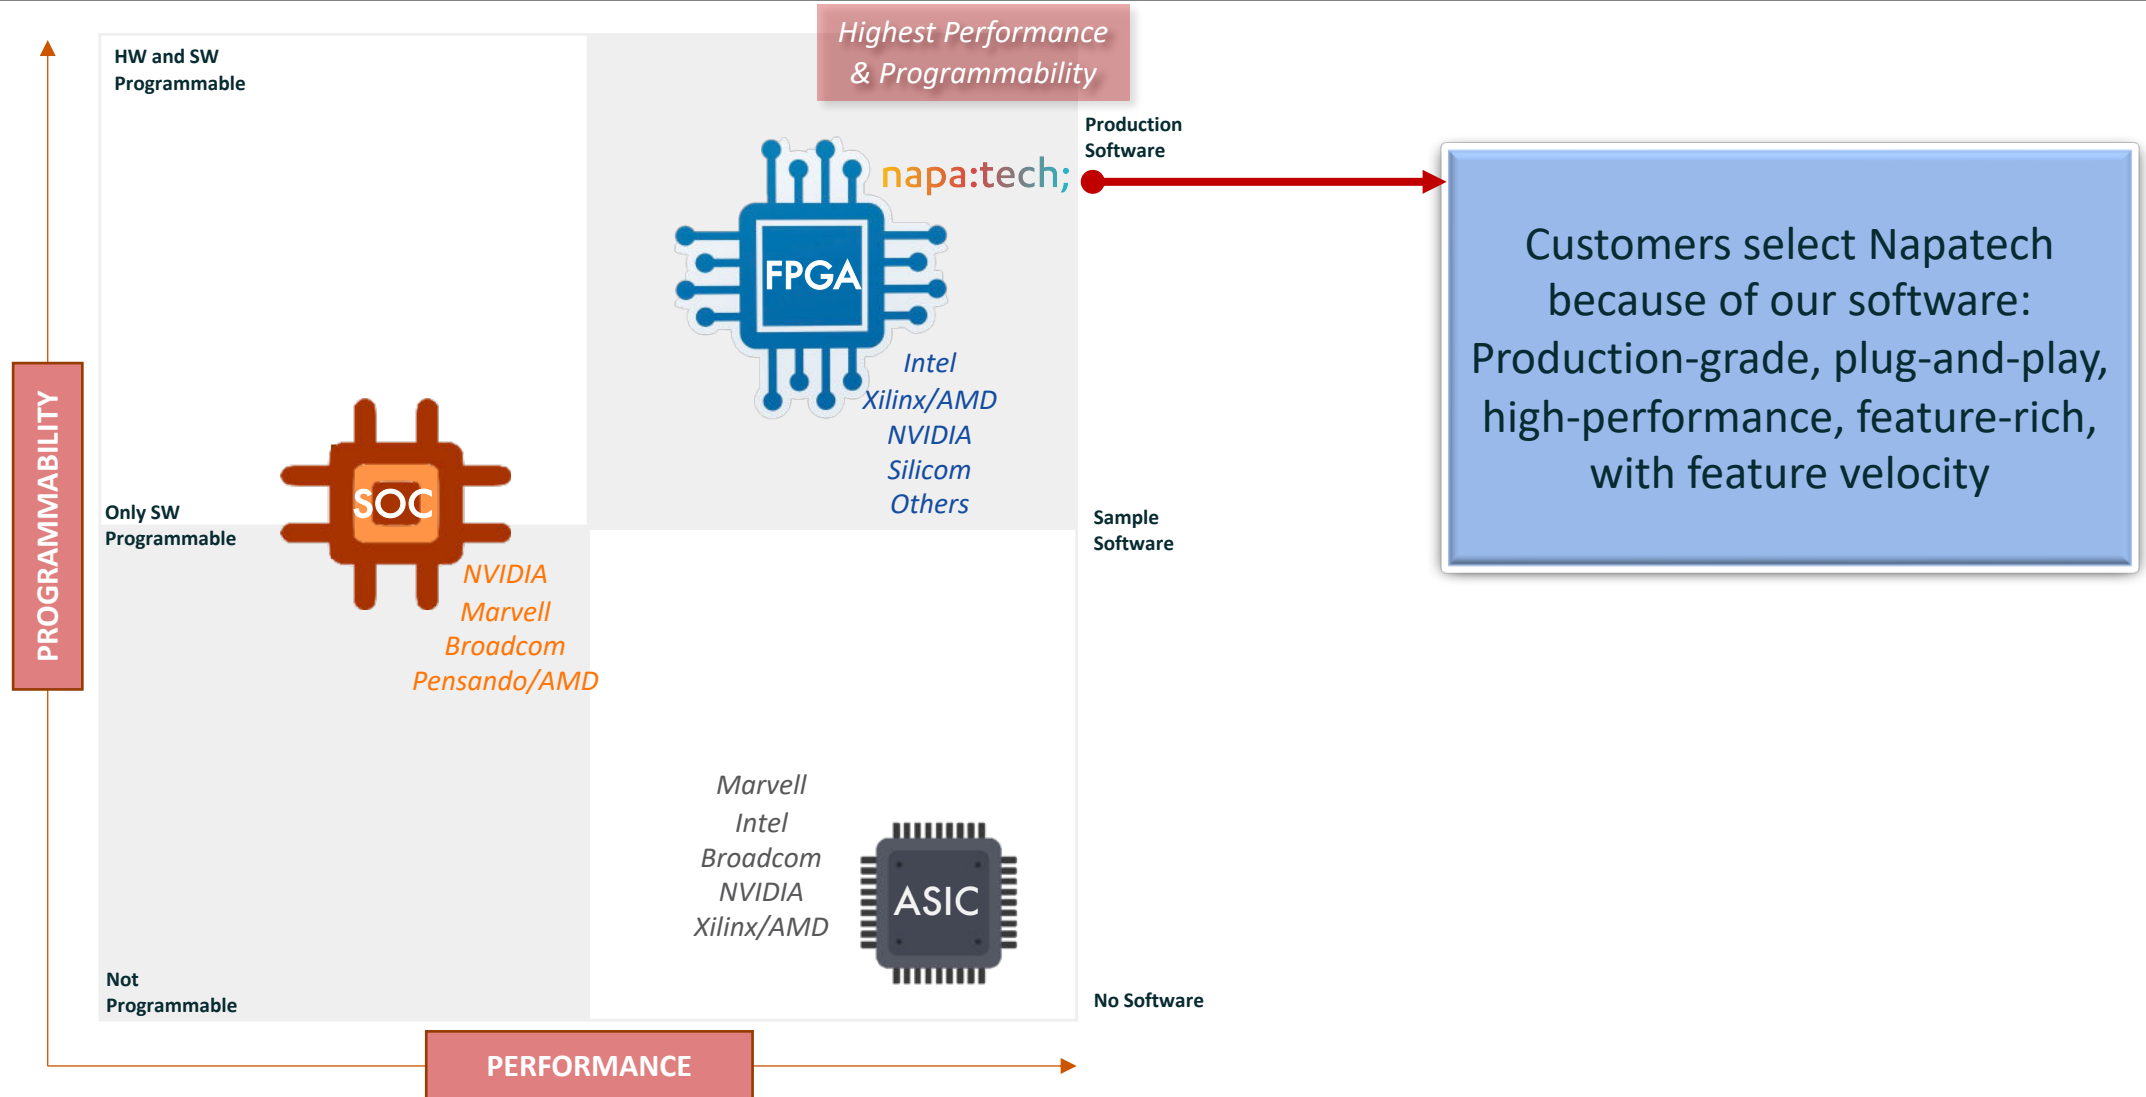 Highest Performance
& Programmability
HW and SW
Programmable
Production
Software
napa:tech;
FPGA
Intel
Xilinx/AMD
NVIDIA
Silicom
Others
Customers select Napatech
because of our software:
Production-grade, plug-and-play,
high-performance, feature-rich,
with feature velocity
PROGRAMMABILITY
SOC
Only SW
Programmable
Sample
Software
NVIDIA
Marvell
Broadcom
Pensando/AMD
Marvell
Intel
Broadcom
NVIDIA
Xilinx/AMD
ASIC
Not
Programmable
No Software
PERFORMANCE